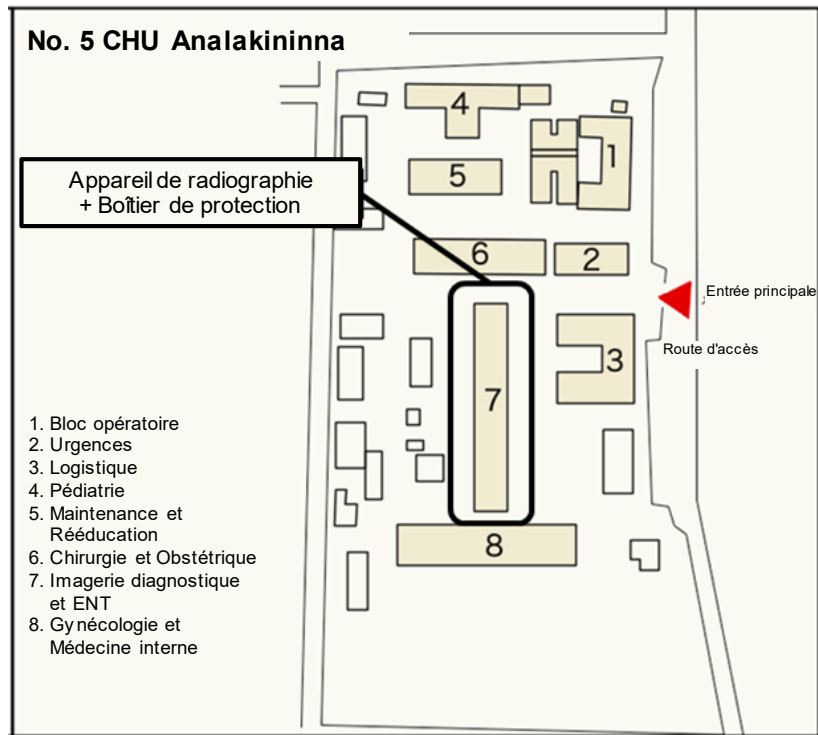 No. 5 CHU Analakininna
4
1
5
Appareil de radiographie
+ Boîtier de protection
6
2
Entrée principale
Route d'accès
3
7
1. Bloc opératoire
2. Urgences
3. Logistique
4. Pédiatrie
5. Maintenance et
Rééducation
6. Chirurgie et Obstétrique
7. Imagerie diagnostique
et ENT
8. Gynécologie et
Médecine interne
8